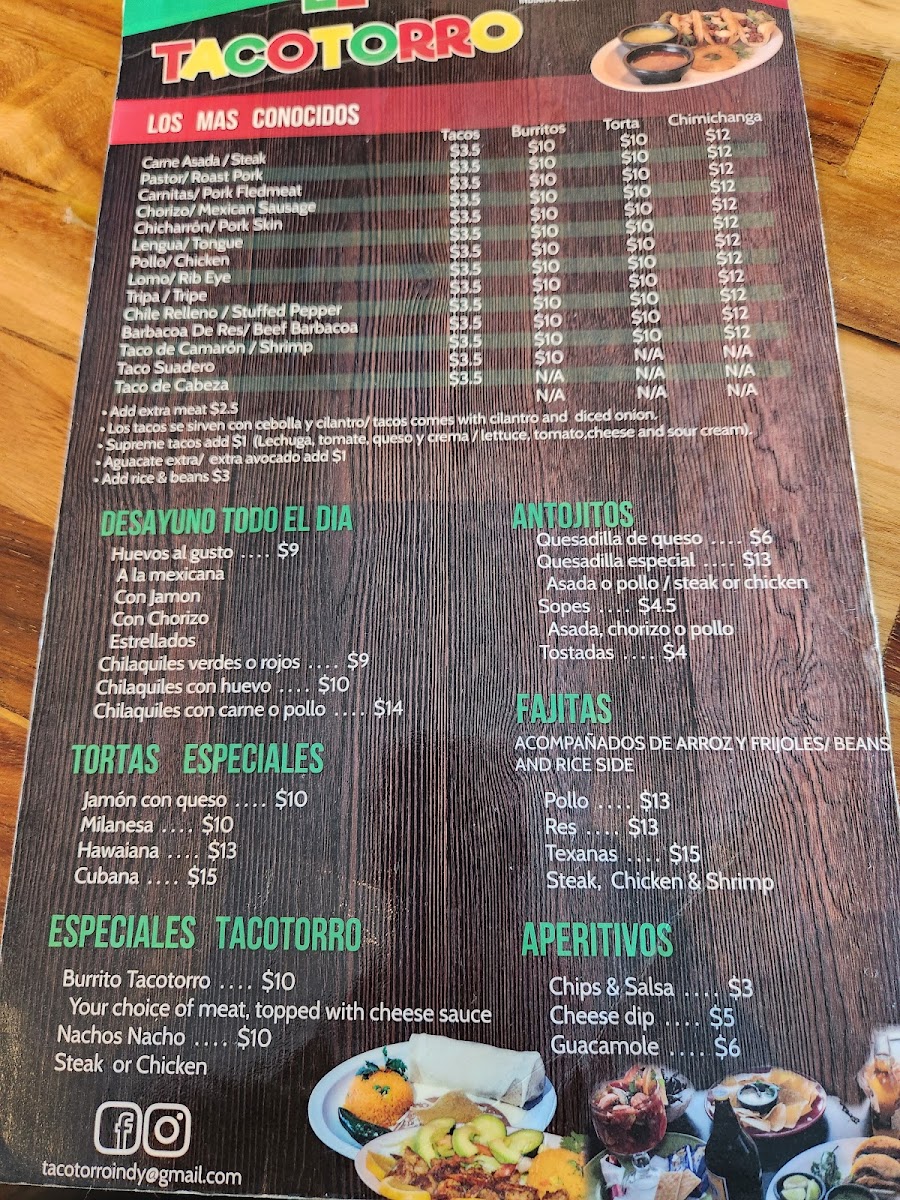 EL
TACOTORRO
LOS MAS CONOCIDOS
Tacos Burritos Torta Chimichanga
Carne Asada / Steak $3.5 $10 $10 $12
Pastor/ Roast Pork $3.5 $10 $10 $12
Carnitas/ Pork Fledmeat $3.5 $10 $10 $12
Chorizo/ Mexican Sausage $3.5 $10 $10 $12
Chicharrón/ Pork Skin $3.5 $10 $10 $12
Lengua/ Tongue $3.5 $10 $10 $12
Pollo/ Chicken $3.5 $10 $10 $12
Lomo/ Rib Eye $3.5 $10 $10 $12
Tripa / Tripe $3.5 $10 $10 $12
Chile Relleno / Stuffed Pepper $3.5 $10 $10 $12
Barbacoa De Res/ Beef Barbacoa $3.5 $10 $10 $12
Taco de Camarón / Shrimp $3.5 $10 N/A N/A
Taco Suadero $3.5 N/A N/A N/A
Taco de Cabeza $3.5 N/A N/A N/A
• Add extra meat $2.5
• Los tacos se sirven con cebolla y cilantro/ tacos comes with cilantro and diced onion.
• Supreme tacos add $1 (Lechuga, tomate, queso y crema / lettuce, tomato,cheese and sour cream).
• Aguacate extra/ extra avocado add $1
• Add rice & beans $3
DESAYUNO TODO EL DIA
Huevos al gusto .... $9
A la mexicana
Con Jamon
Con Chorizo
Estrellados
Chilaquiles verdes o rojos .... $9
Chilaquiles con huevo .... $10
Chilaquiles con carne o pollo .... $14
TORTAS ESPECIALES
Jamón con queso .... $10
Milanesa .... $10
Hawaiana .... $13
Cubana .... $15
ESPECIALES TACOTORRO
Burrito Tacotorro .... $10
Your choice of meat, topped with cheese sauce
Nachos Nacho .... $10
Steak or Chicken
tacotorroindy@gmail.com
ANTOJITOS
Quesadilla de queso .... $6
Quesadilla especial .... $13
Asada o pollo / steak or chicken
Sopes .... $4.5
Asada, chorizo o pollo
Tostadas .... $4
FAJITAS
ACOMPAÑADOS DE ARROZ Y FRIJOLES/ BEANS
AND RICE SIDE
Pollo .... $13
Res .... $13
Texanas .... $15
Steak, Chicken & Shrimp
APERITIVOS
Chips & Salsa .... $3
Cheese dip .... $5
Guacamole .... $6